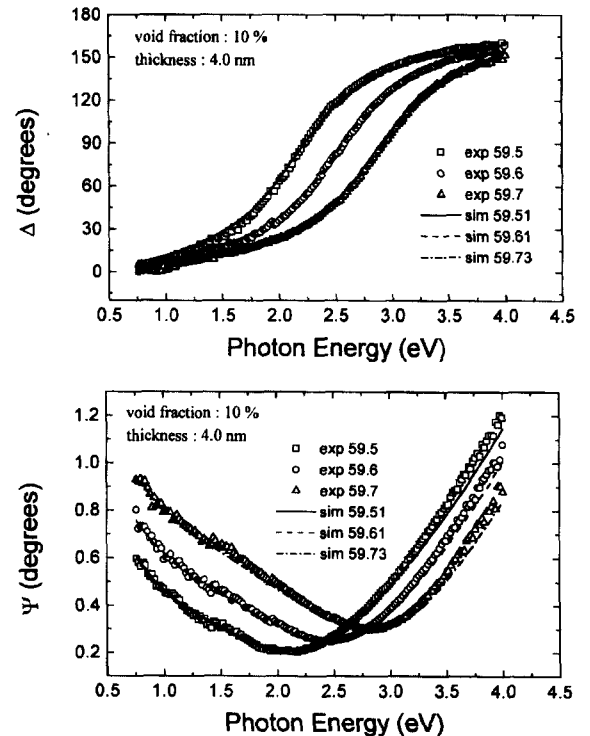 180
150
120
90
60
30
0
Δ (degrees)
void fraction : 10 %
thickness : 4.0 nm
exp 59.5
exp 59.6
exp 59.7
sim 59.51
sim 59.61
sim 59.73
0.5 1.0 1.5 2.0 2.5 3.0 3.5 4.0 4.5
Photon Energy (eV)
1.2
1.0
0.8
0.6
0.4
0.2
Ψ (degrees)
void fraction : 10 %
thickness : 4.0 nm
exp 59.5
exp 59.6
exp 59.7
sim 59.51
sim 59.61
sim 59.73
0.5 1.0 1.5 2.0 2.5 3.0 3.5 4.0 4.5
Photon Energy (eV)